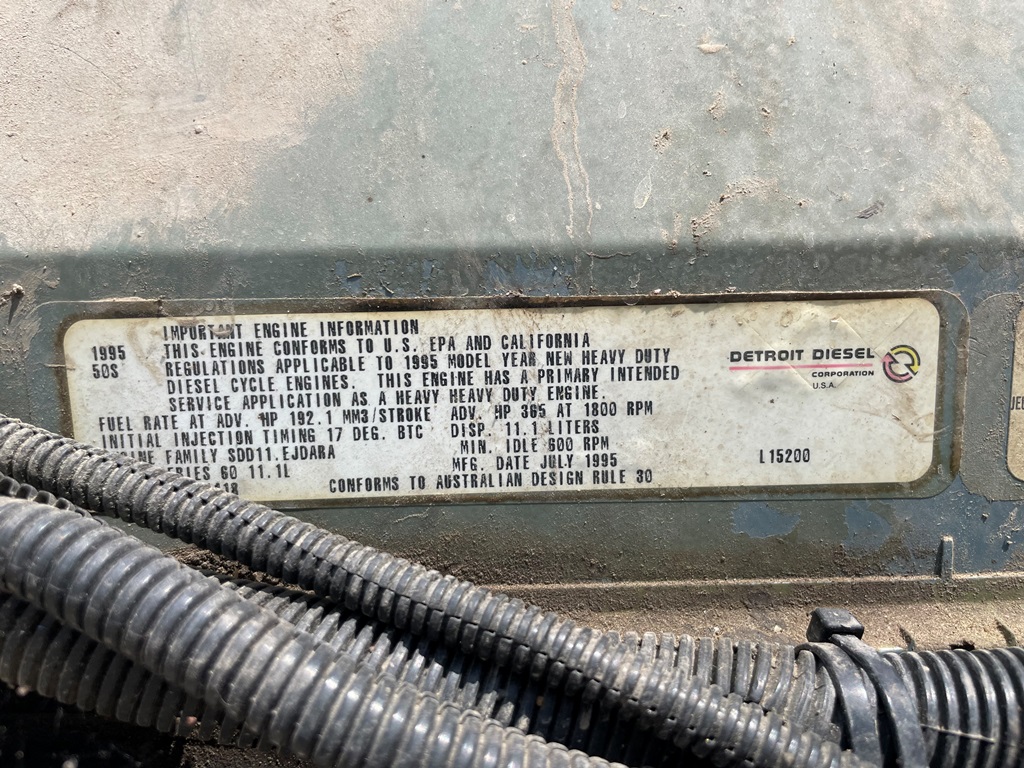 IMPORTANT ENGINE INFORMATION
1995 THIS ENGINE CONFORMS TO U.S. EPA AND CALIFORNIA
50S REGULATIONS APPLICABLE TO 1995 MODEL YEAR NEW HEAVY DUTY
DIESEL CYCLE ENGINES. THIS ENGINE HAS A PRIMARY INTENDED
SERVICE APPLICATION AS A HEAVY HEAVY DUTY ENGINE.
FUEL RATE AT ADV. HP 192.1 MM3/STROKE ADV. HP 365 AT 1800 RPM
INITIAL INJECTION TIMING 17 DEG. BTC DISP. 11.1 LITERS
GINE FAMILY SDD11.EJDARA MIN. IDLE 600 RPM
ERIES 60 11.1L MFG. DATE JULY 1995
418 CONFORMS TO AUSTRALIAN DESIGN RULE 30
DETROIT DIESEL
CORPORATION
U.S.A.
L15200